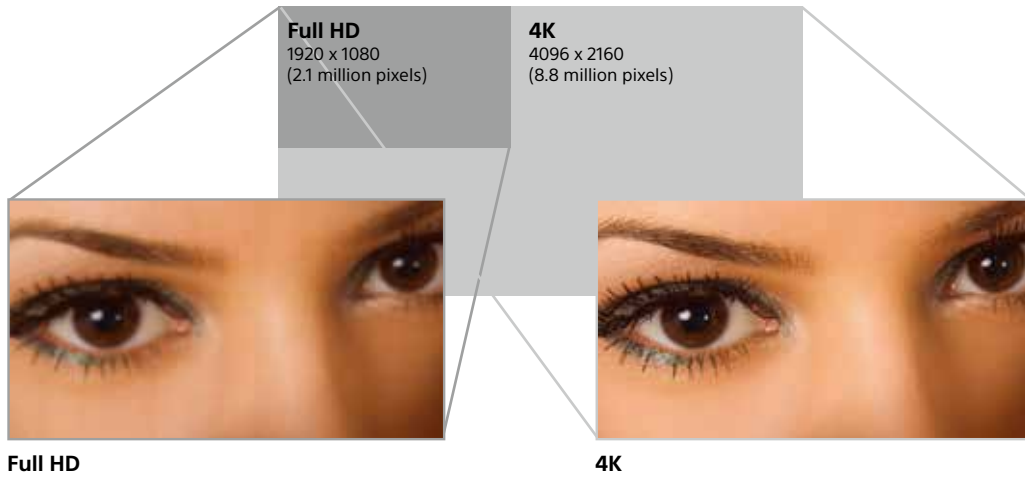 Full HD
1920 x 1080
(2.1 million pixels)
4K
4096 x 2160
(8.8 million pixels)
Full HD
4K